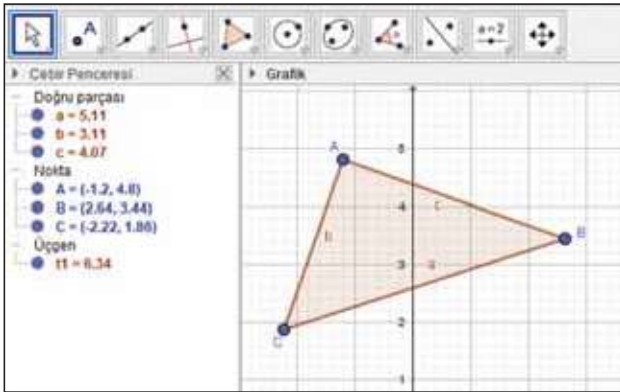 A
a=2
Cebir Penceresi
Grafik
Doğru parçası
a = 5.11
b = 3.11
c = 4.07
Nokta
A = (-1.2, 4.8)
B = (2.64, 3.44)
C = (-2.22, 1.86)
Üçgen
t1 = 6.34
A
5
4
c
B
b
3
a
2
C
1